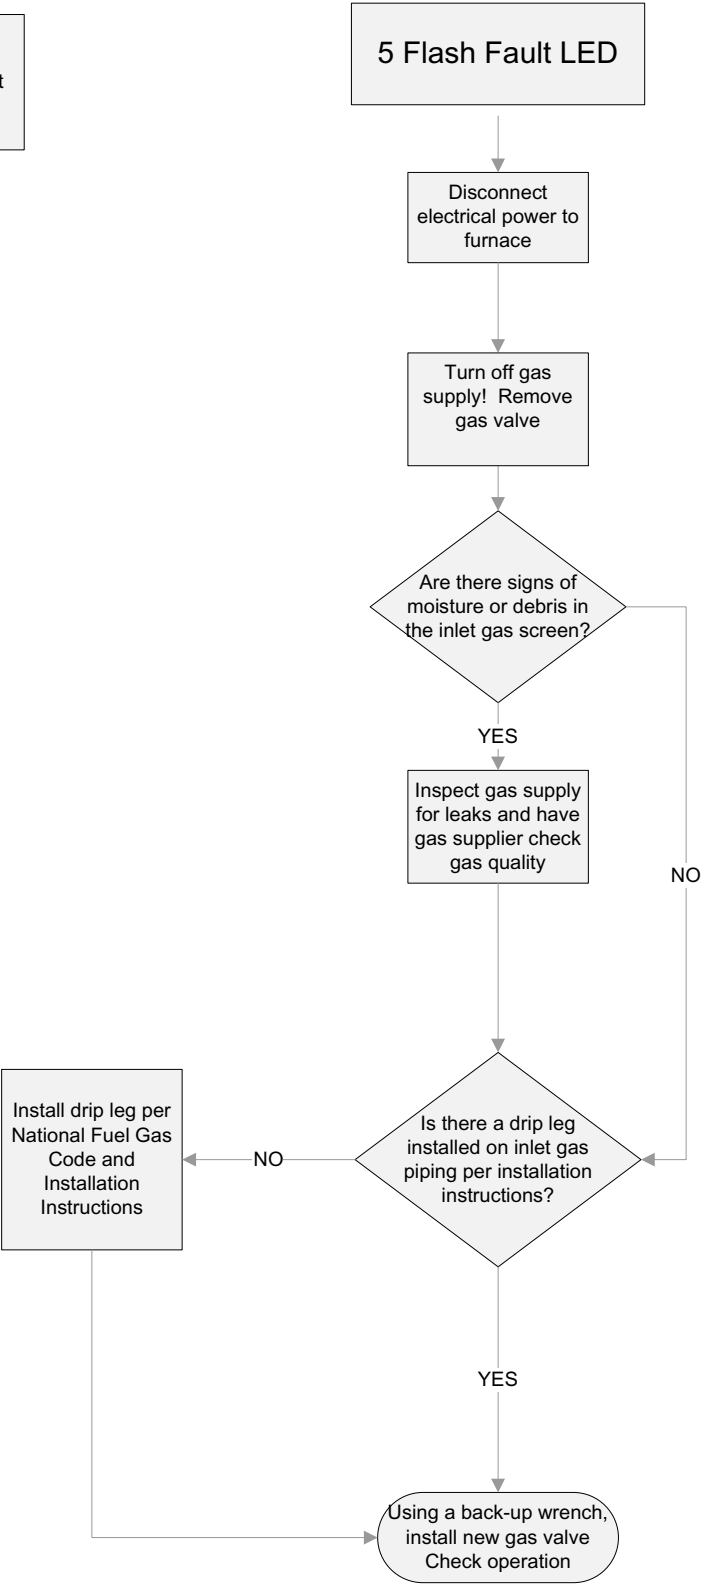 t
5 Flash Fault LED
Disconnect
electrical power to
furnace
Turn off gas
supply!  Remove
gas valve
Are there signs of
moisture or debris in
the inlet gas screen?
YES
Inspect gas supply
for leaks and have
gas supplier check
gas quality
NO
Is there a drip leg
installed on inlet gas
piping per installation
instructions?
NO
Install drip leg per
National Fuel Gas
Code and
Installation
Instructions
YES
Using a back-up wrench,
install new gas valve
Check operation